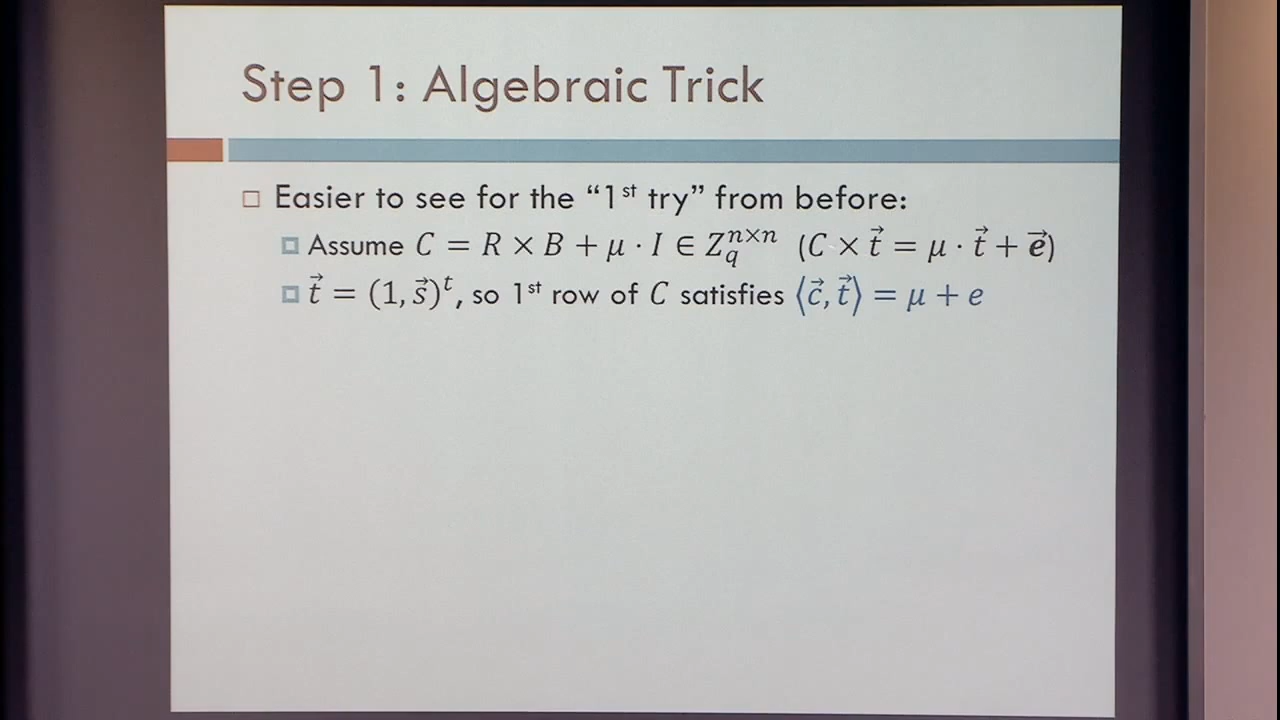 Step 1: Algebraic Trick
Easier to see for the “1st try” from before:
Assume C = R × B + μ · I ∈ Z_q^{n×n} (C × t⃗ = μ · t⃗ + e⃗)
t⃗ = (1, s⃗)^t, so 1st row of C satisfies ⟨c⃗, t⃗⟩ = μ + e